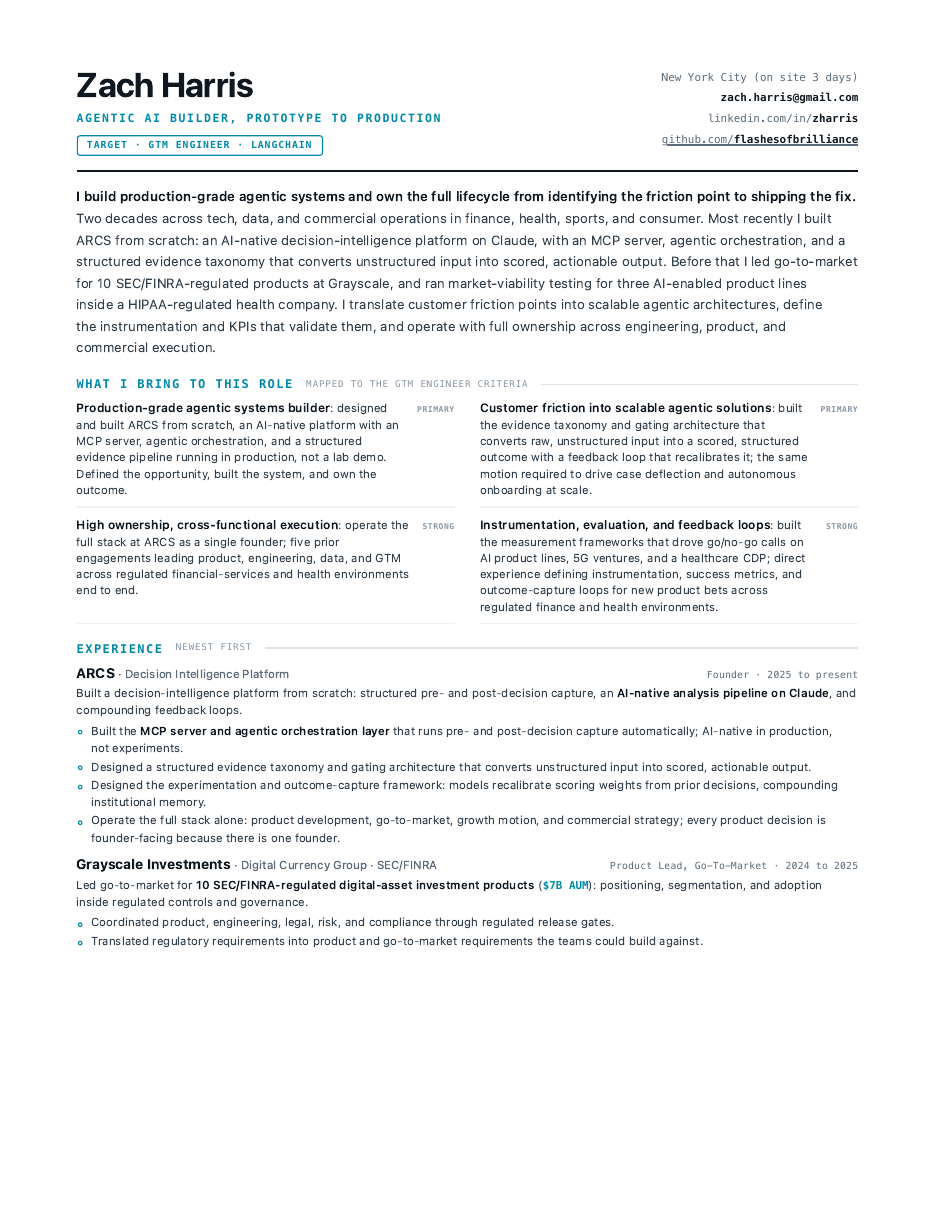 Zach Harris
AGENTIC AI BUILDER, PROTOTYPE TO PRODUCTION
TARGET · GTM ENGINEER · LANGCHAIN
New York City (on site 3 days)
zach.harris@gmail.com
linkedin.com/in/zharris
github.com/flashesofbrilliance
I build production-grade agentic systems and own the full lifecycle from identifying the friction point to shipping the fix.
Two decades across tech, data, and commercial operations in finance, health, sports, and consumer. Most recently I built
ARCS from scratch: an AI-native decision-intelligence platform on Claude, with an MCP server, agentic orchestration, and a
structured evidence taxonomy that converts unstructured input into scored, actionable output. Before that I led go-to-market
for 10 SEC/FINRA-regulated products at Grayscale, and ran market-viability testing for three AI-enabled product lines
inside a HIPAA-regulated health company. I translate customer friction points into scalable agentic architectures, define
the instrumentation and KPIs that validate them, and operate with full ownership across engineering, product, and
commercial execution.
WHAT I BRING TO THIS ROLE MAPPED TO THE GTM ENGINEER CRITERIA
Production-grade agentic systems builder: designed PRIMARY
and built ARCS from scratch, an AI-native platform with an
MCP server, agentic orchestration, and a structured
evidence pipeline running in production, not a lab demo.
Defined the opportunity, built the system, and own the
outcome.
Customer friction into scalable agentic solutions: built PRIMARY
the evidence taxonomy and gating architecture that
converts raw, unstructured input into a scored, structured
outcome with a feedback loop that recalibrates it; the same
motion required to drive case deflection and autonomous
onboarding at scale.
High ownership, cross-functional execution: operate the STRONG
full stack at ARCS as a single founder; five prior
engagements leading product, engineering, data, and GTM
across regulated financial-services and health environments
end to end.
Instrumentation, evaluation, and feedback loops: built STRONG
the measurement frameworks that drove go/no-go calls on
AI product lines, 5G ventures, and a healthcare CDP; direct
experience defining instrumentation, success metrics, and
outcome-capture loops for new product bets across
regulated finance and health environments.
EXPERIENCE NEWEST FIRST
ARCS · Decision Intelligence Platform Founder · 2025 to present
Built a decision-intelligence platform from scratch: structured pre- and post-decision capture, an AI-native analysis pipeline on Claude, and
compounding feedback loops.
Built the MCP server and agentic orchestration layer that runs pre- and post-decision capture automatically; AI-native in production,
not experiments.
Designed a structured evidence taxonomy and gating architecture that converts unstructured input into scored, actionable output.
Designed the experimentation and outcome-capture framework: models recalibrate scoring weights from prior decisions, compounding
institutional memory.
Operate the full stack alone: product development, go-to-market, growth motion, and commercial strategy; every product decision is
founder-facing because there is one founder.
Grayscale Investments · Digital Currency Group · SEC/FINRA Product Lead, Go-To-Market · 2024 to 2025
Led go-to-market for 10 SEC/FINRA-regulated digital-asset investment products ($7B AUM): positioning, segmentation, and adoption
inside regulated controls and governance.
Coordinated product, engineering, legal, risk, and compliance through regulated release gates.
Translated regulatory requirements into product and go-to-market requirements the teams could build against.